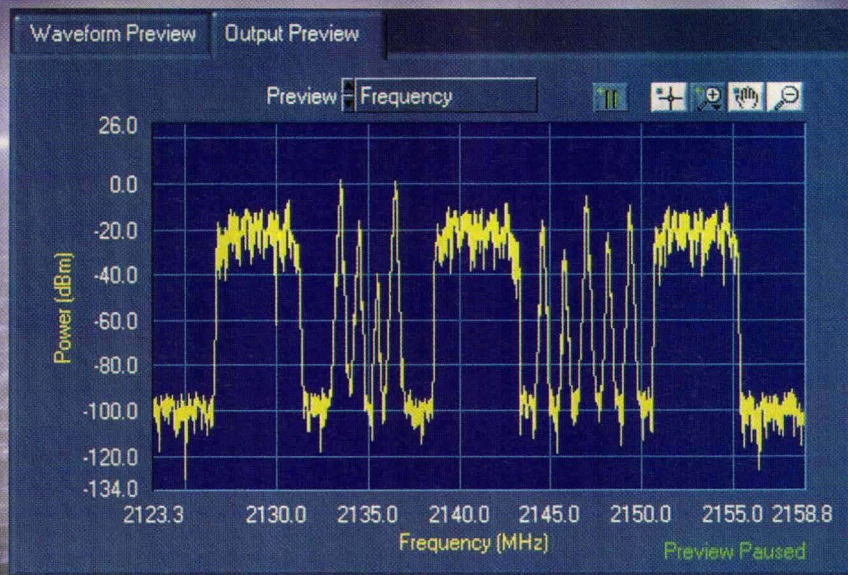 Waveform Preview Output Preview
Preview Frequency
26.0
0.0
-20.0
-40.0
-60.0
-80.0
-100.0
-120.0
-134.0
Power (dBm)
2123.3 2130.0 2135.0 2140.0 2145.0 2150.0 2155.0 2158.8
Frequency (MHz)
Preview Paused